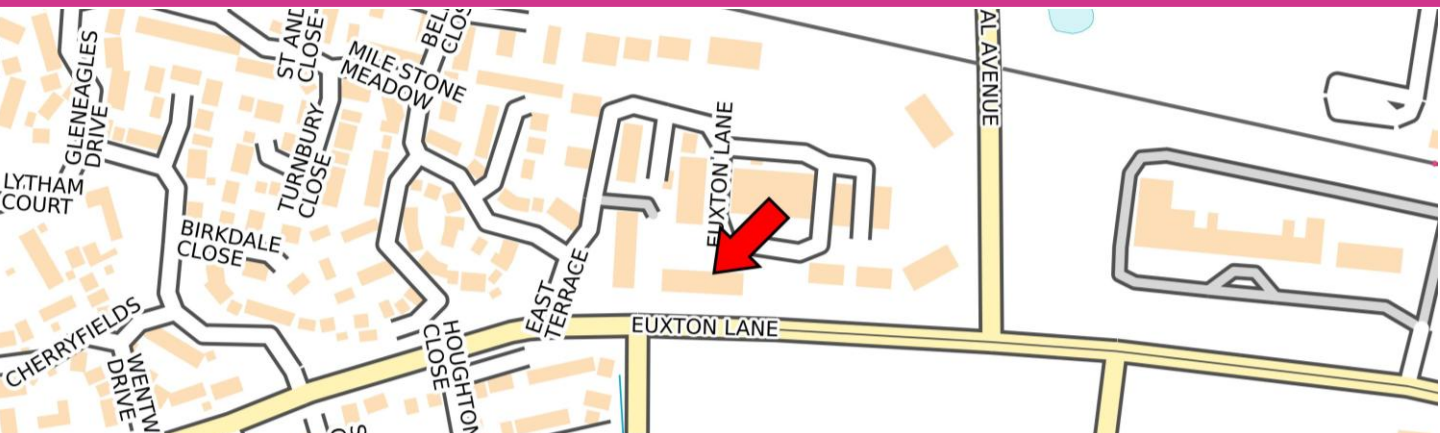 GLENEAGLES
DRIVE
ST AND
CLOSE
MILE STONE
MEADOW
BEL
CLOS
TURNBURY
CLOSE
LYTHAM
COURT
BIRKDALE
CLOSE
CHERRYFIELDS
WENTW
DRIVE
HOUGHTON
CLOSE
EAST
TERRACE
EUXTON LANE
EUXTON LANE
AL AVENUE